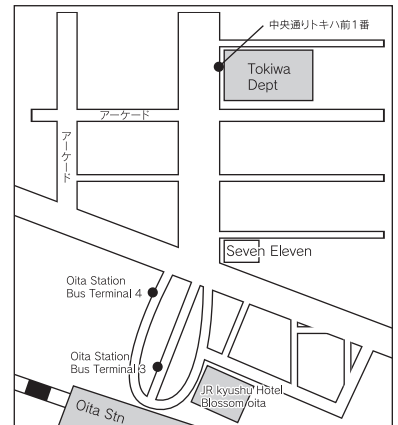 中央通りトキハ前1番
Tokiwa
Dept
アーケード
アーケード
Seven Eleven
Oita Station
Bus Terminal 4
Oita Station
Bus Terminal 3
JR kyushu Hotel
Blossom oita
Oita Stn